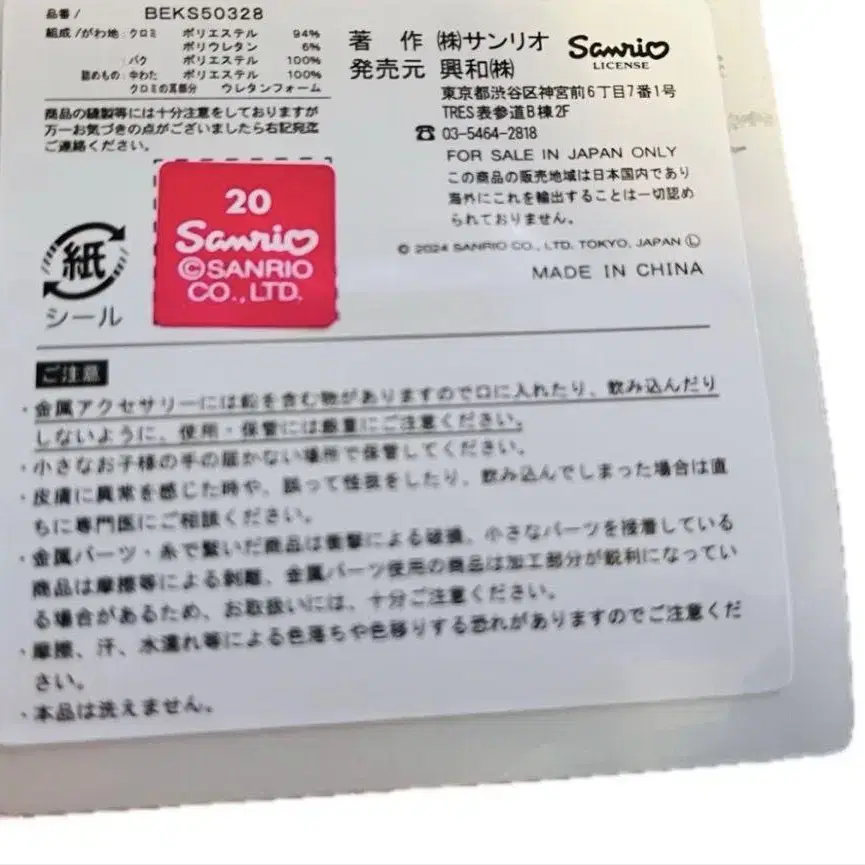 品番/ BEKS50328
組成/がわ地:クロミ ポリエステル 94%
ポリウレタン 6%
:バク ポリエステル 100%
詰めもの:中わた ポリエステル 100%
クロミの耳部分 ウレタンフォーム
商品の縫製等には十分注意をしておりますが
万一お気づきの点がございましたら右記宛迄
ご連絡ください。
著 作 ㈱サンリオ
発売元 興和㈱
Sanrio
LICENSE
東京都渋谷区神宮前6丁目7番1号
TRES表参道B棟2F
☎ 03-5464-2818
FOR SALE IN JAPAN ONLY
この商品の販売地域は日本国内であり
海外にこれを輸出することは一切認め
られておりません。
© 2024 SANRIO CO., LTD. TOKYO, JAPAN Ⓛ
MADE IN CHINA
紙
シール
20
Sanrio
©SANRIO
CO.,LTD.
ご注意
・金属アクセサリーには鉛を含む物がありますので口に入れたり、飲み込んだり
しないように、使用・保管には厳重にご注意ください。
・小さなお子様の手の届かない場所で保管してください。
・皮膚に異常を感じた時や、誤って怪我をしたり、飲み込んでしまった場合は直
ちに専門医にご相談ください。
・金属パーツ・糸で繋いだ商品は衝撃による破損、小さなパーツを接着している
商品は摩擦等による剥離、金属パーツ使用の商品は加工部分が鋭利になってい
る場合があるため、お取扱いには、十分ご注意ください。
・摩擦、汗、水濡れ等による色落ちや色移りする恐れがありますのでご注意くだ
さい。
・本品は洗えません。